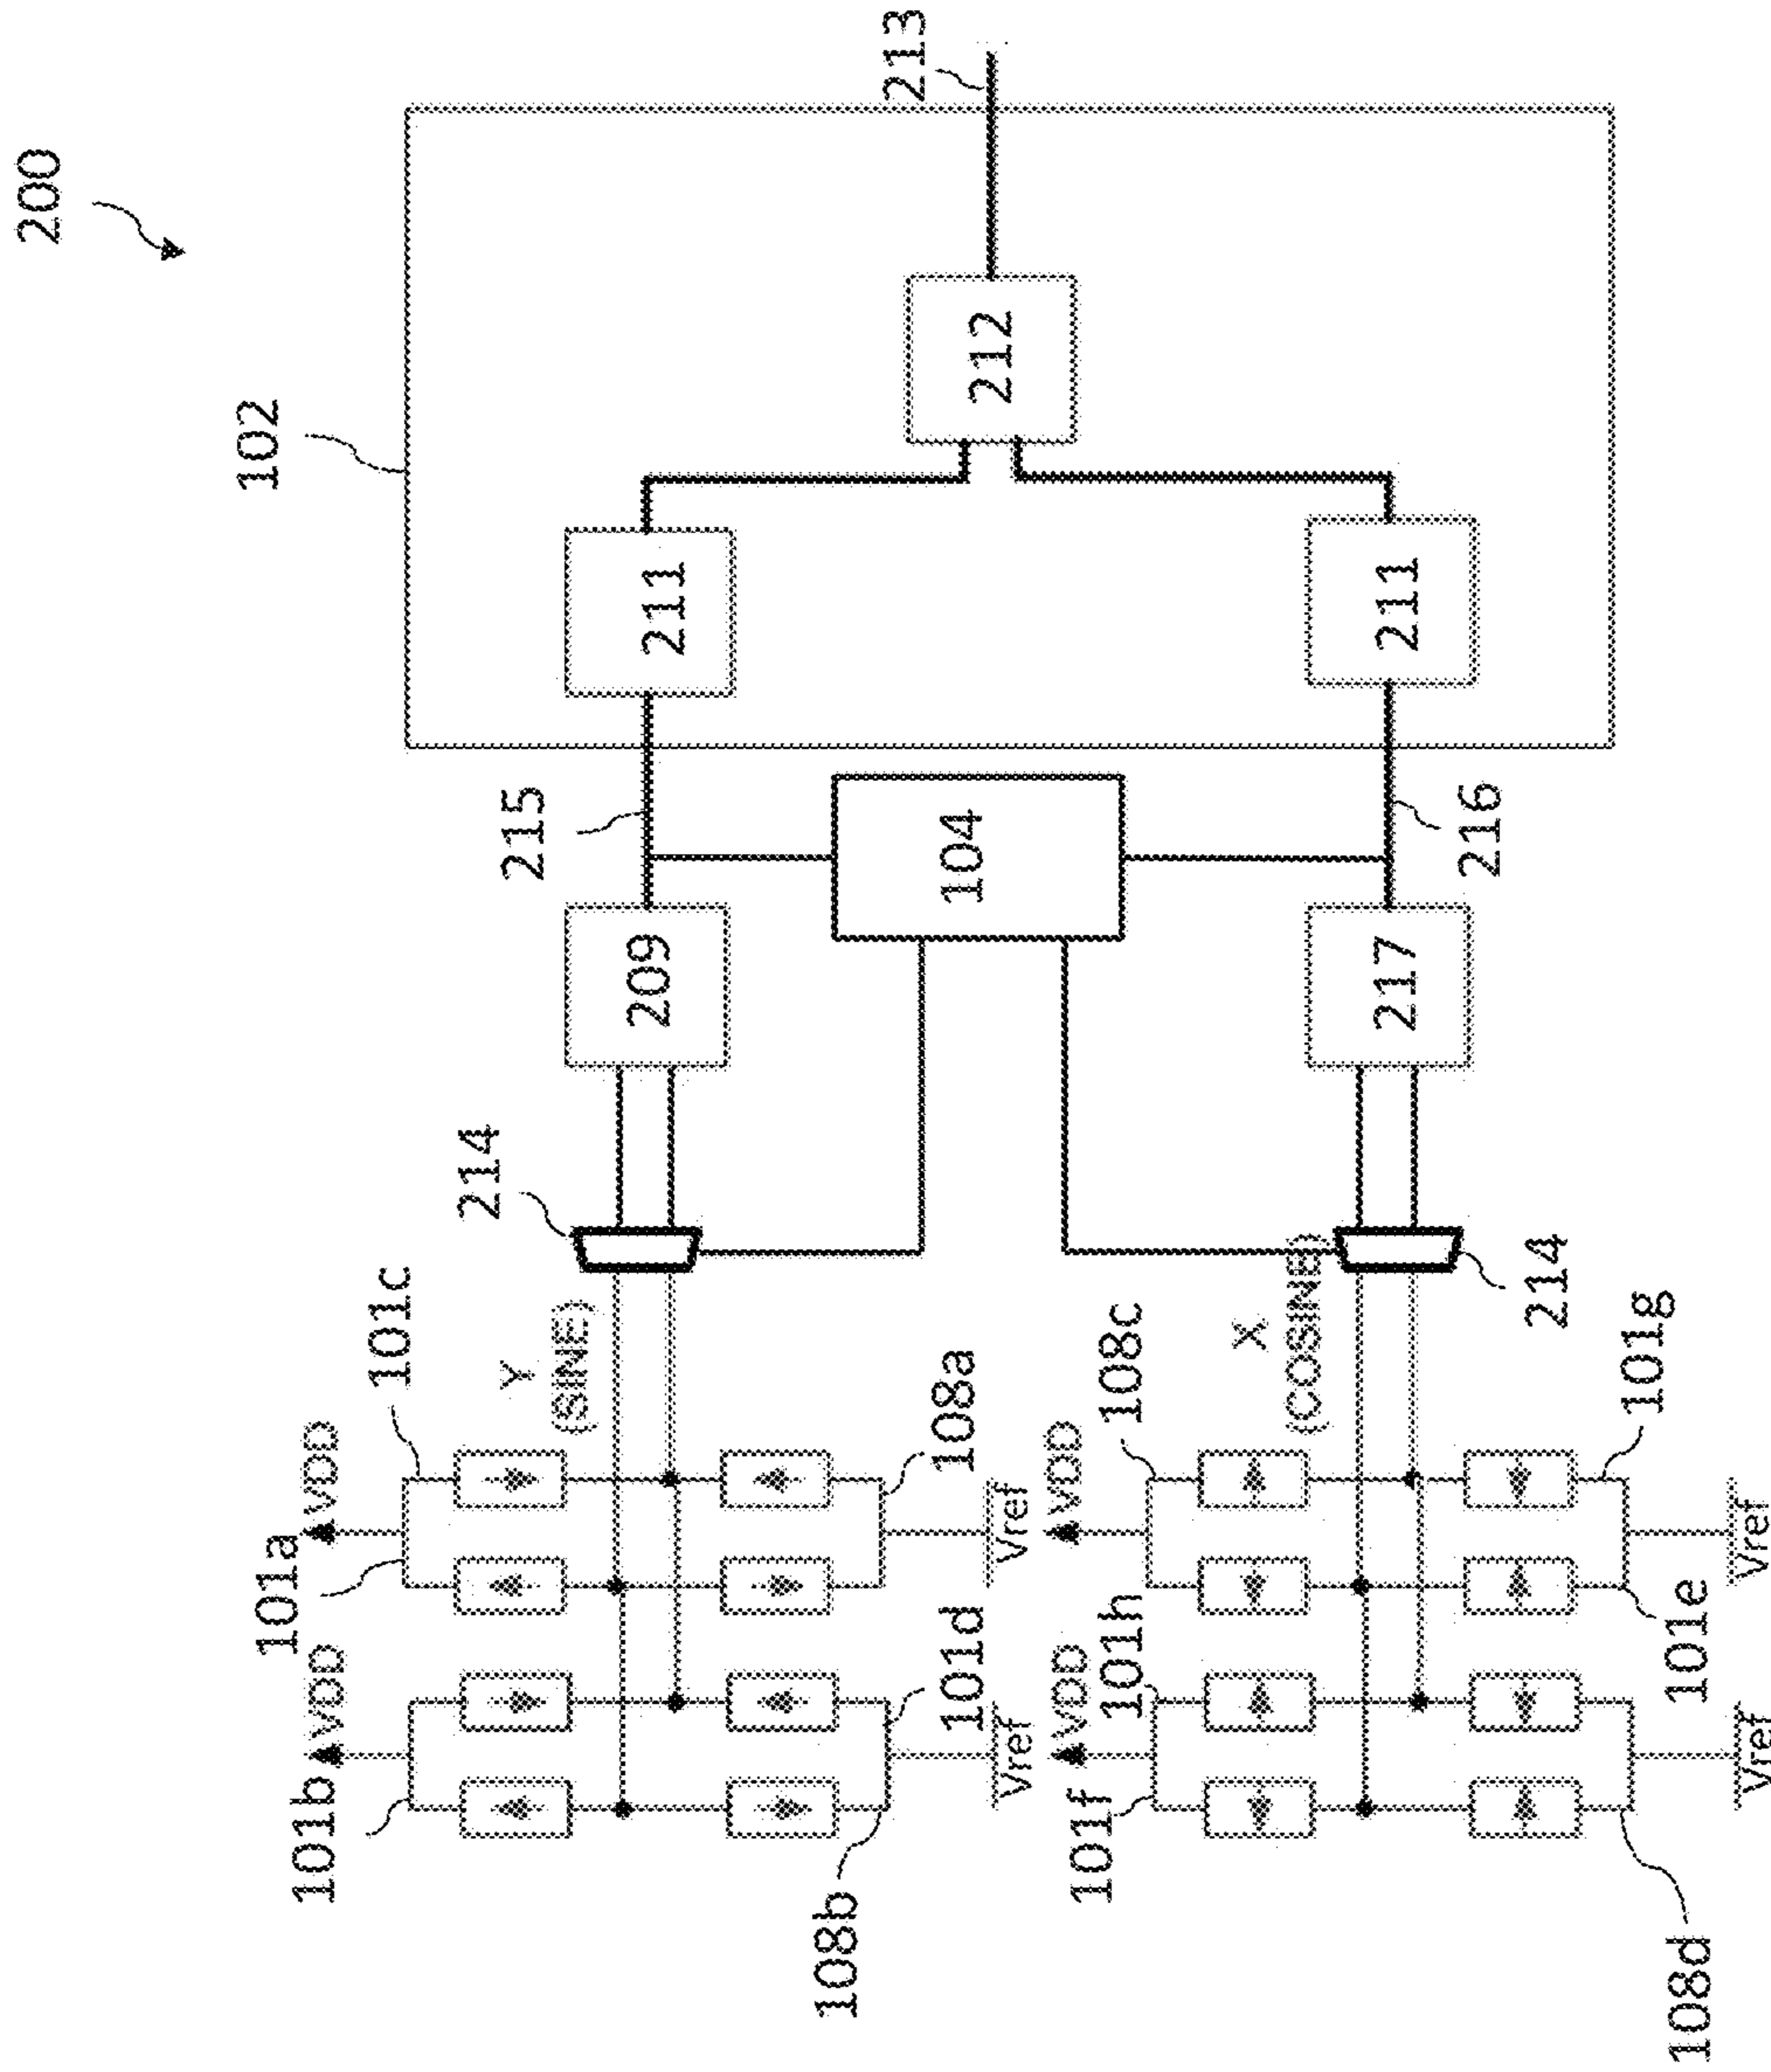 200
102
213
212
211
211
215
216
104
209
217
214
214
101c
Y
(SINE)
108a
VDD
101a
VDD
101b
101d
Vref
Vref
108b
108c
X
(COSINE)
101g
VDD
101h
VDD
101f
101e
Vref
Vref
108d